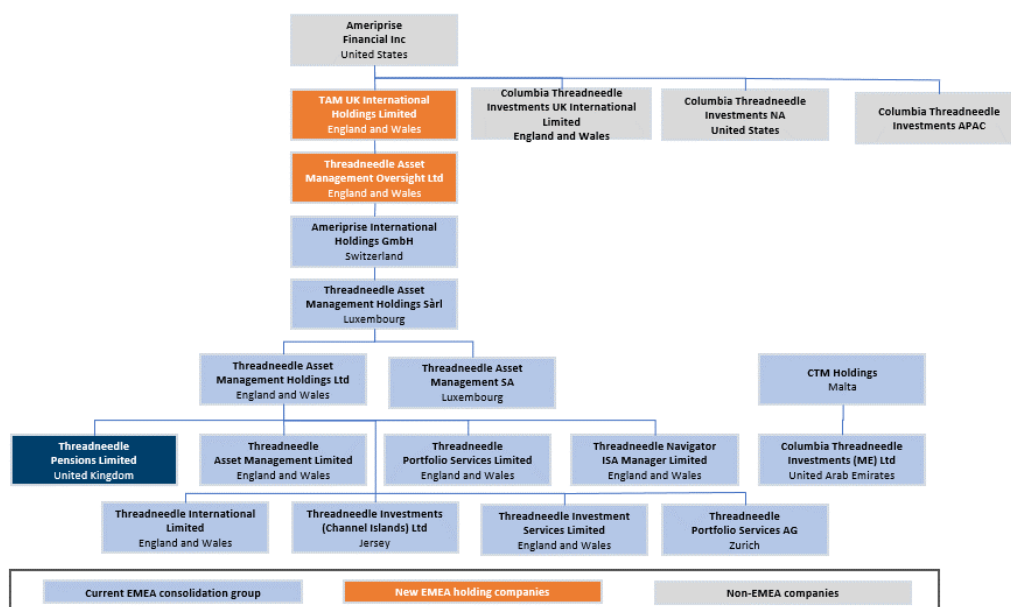 Ameriprise
Financial Inc
United States
TAM UK International
Holdings Limited
England and Wales
Columbia Threadneedle
Investments UK International
Limited
England and Wales
Columbia Threadneedle
Investments NA
United States
Columbia Threadneedle
Investments APAC
Threadneedle Asset
Management Oversight Ltd
England and Wales
Ameriprise International
Holdings GmbH
Switzerland
Threadneedle Asset
Management Holdings Sàrl
Luxembourg
Threadneedle Asset
Management Holdings Ltd
England and Wales
Threadneedle Asset
Management SA
Luxembourg
CTM Holdings
Malta
Threadneedle
Pensions Limited
United Kingdom
Threadneedle
Asset Management Limited
England and Wales
Threadneedle
Portfolio Services Limited
England and Wales
Threadneedle Navigator
ISA Manager Limited
England and Wales
Columbia Threadneedle
Investments (ME) Ltd
United Arab Emirates
Threadneedle International
Limited
England and Wales
Threadneedle Investments
(Channel Islands) Ltd
Jersey
Threadneedle Investment
Services Limited
England and Wales
Threadneedle
Portfolio Services AG
Zurich
Current EMEA consolidation group
New EMEA holding companies
Non-EMEA companies